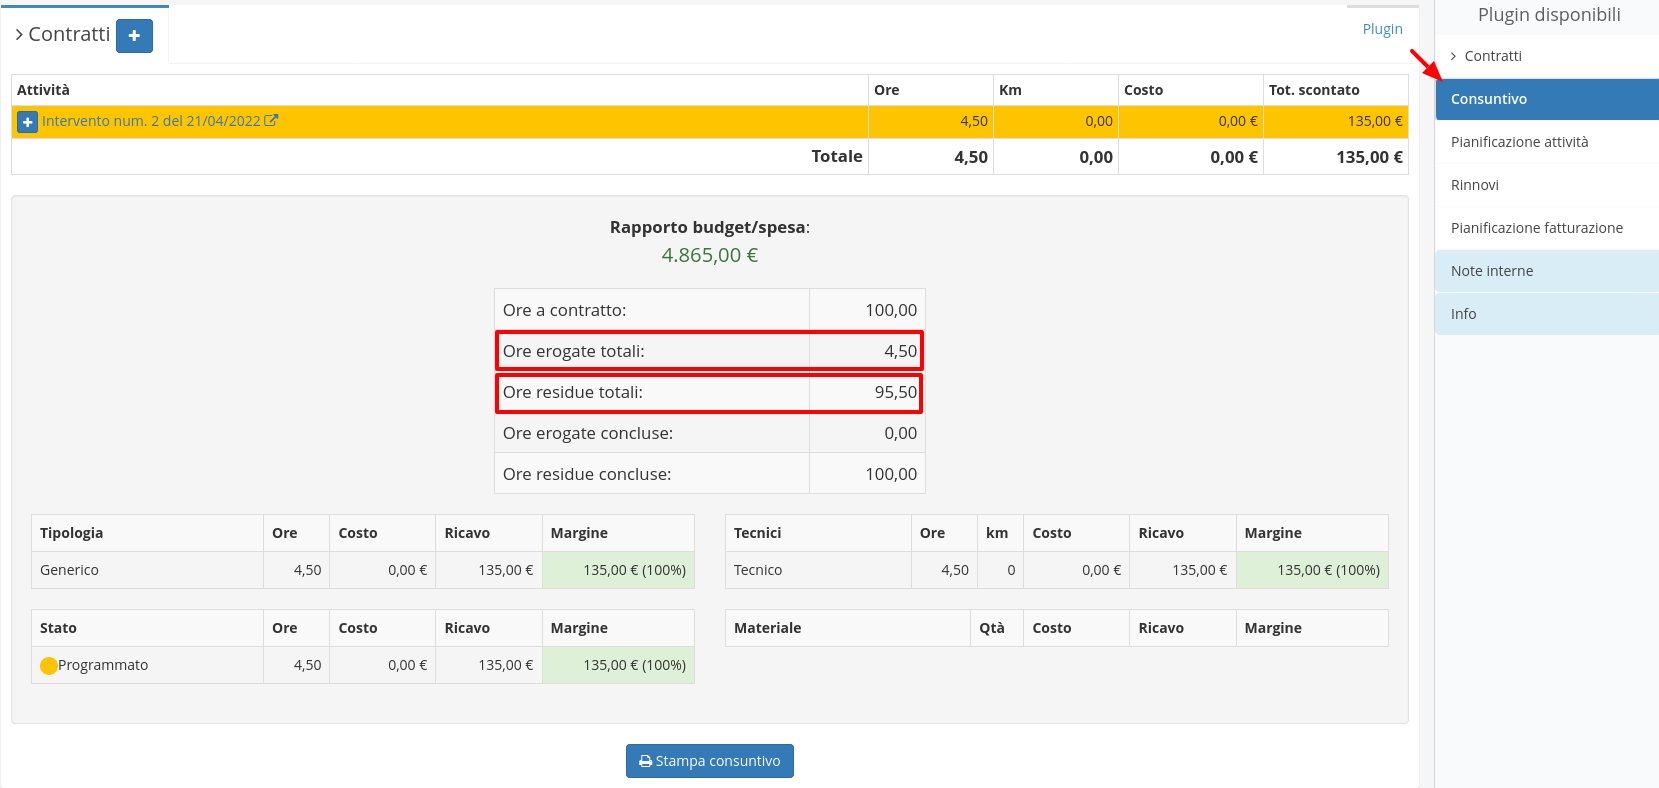 Contratti
Plugin
Attività Ore Km Costo Tot. scontato
Intervento num. 2 del 21/04/2022 4,50 0,00 0,00 € 135,00 €
Totale 4,50 0,00 0,00 € 135,00 €
Rapporto budget/spesa:
4.865,00 €
Ore a contratto: 100,00
Ore erogate totali: 4,50
Ore residue totali: 95,50
Ore erogate concluse: 0,00
Ore residue concluse: 100,00
Tipologia Ore Costo Ricavo Margine
Generico 4,50 0,00 € 135,00 € 135,00 € (100%)
Tecnici Ore km Costo Ricavo Margine
Tecnico 4,50 0 0,00 € 135,00 € 135,00 € (100%)
Stato Ore Costo Ricavo Margine
Programmato 4,50 0,00 € 135,00 € 135,00 € (100%)
Materiale Qtà Costo Ricavo Margine
Stampa consuntivo
Plugin disponibili
Contratti
Consuntivo
Pianificazione attività
Rinnovi
Pianificazione fatturazione
Note interne
Info